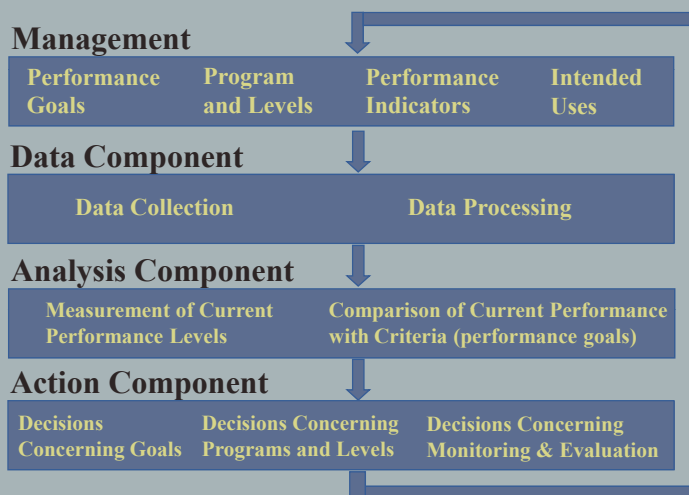 Management
Performance Goals
Program and Levels
Performance Indicators
Intended Uses
Data Component
Data Collection
Data Processing
Analysis Component
Measurement of Current
Performance Levels
Comparison of Current Performance
with Criteria (performance goals)
Action Component
Decisions
Concerning Goals
Decisions Concerning
Programs and Levels
Decisions Concerning
Monitoring & Evaluation